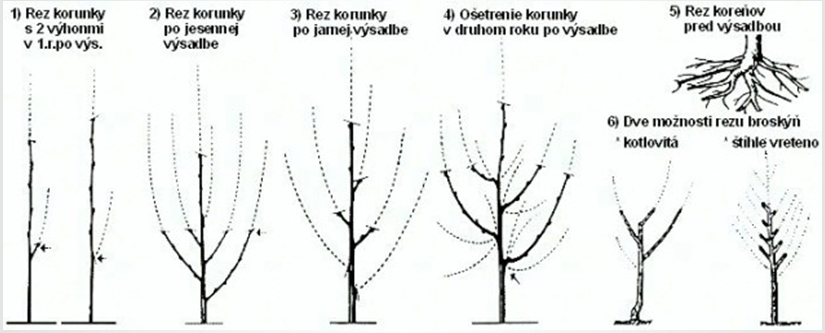 1) Rez korunky
s 2 výhonmi
v 1.r.po výs.
2) Rez korunky
po jesennej
výsadbe
3) Rez korunky
po jarnej výsadbe
4) Ošetrenie korunky
v druhom roku po výsadbe
5) Rez koreňov
pred výsadbou
6) Dve možnosti rezu broskýň
* kotlovitá
* štíhle vreteno